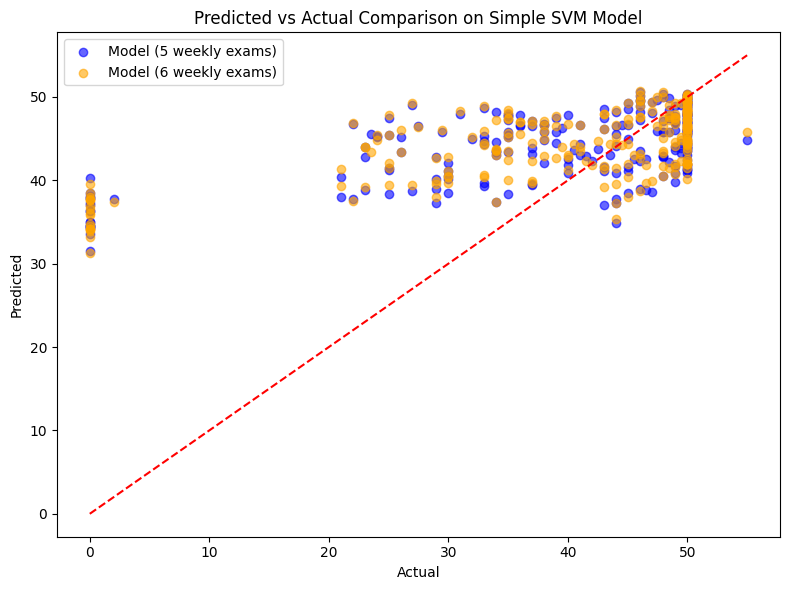 Predicted vs Actual Comparison on Simple SVM Model
Model (5 weekly exams)
Model (6 weekly exams)
Predicted
50
40
30
20
10
0
0 10 20 30 40 50
Actual